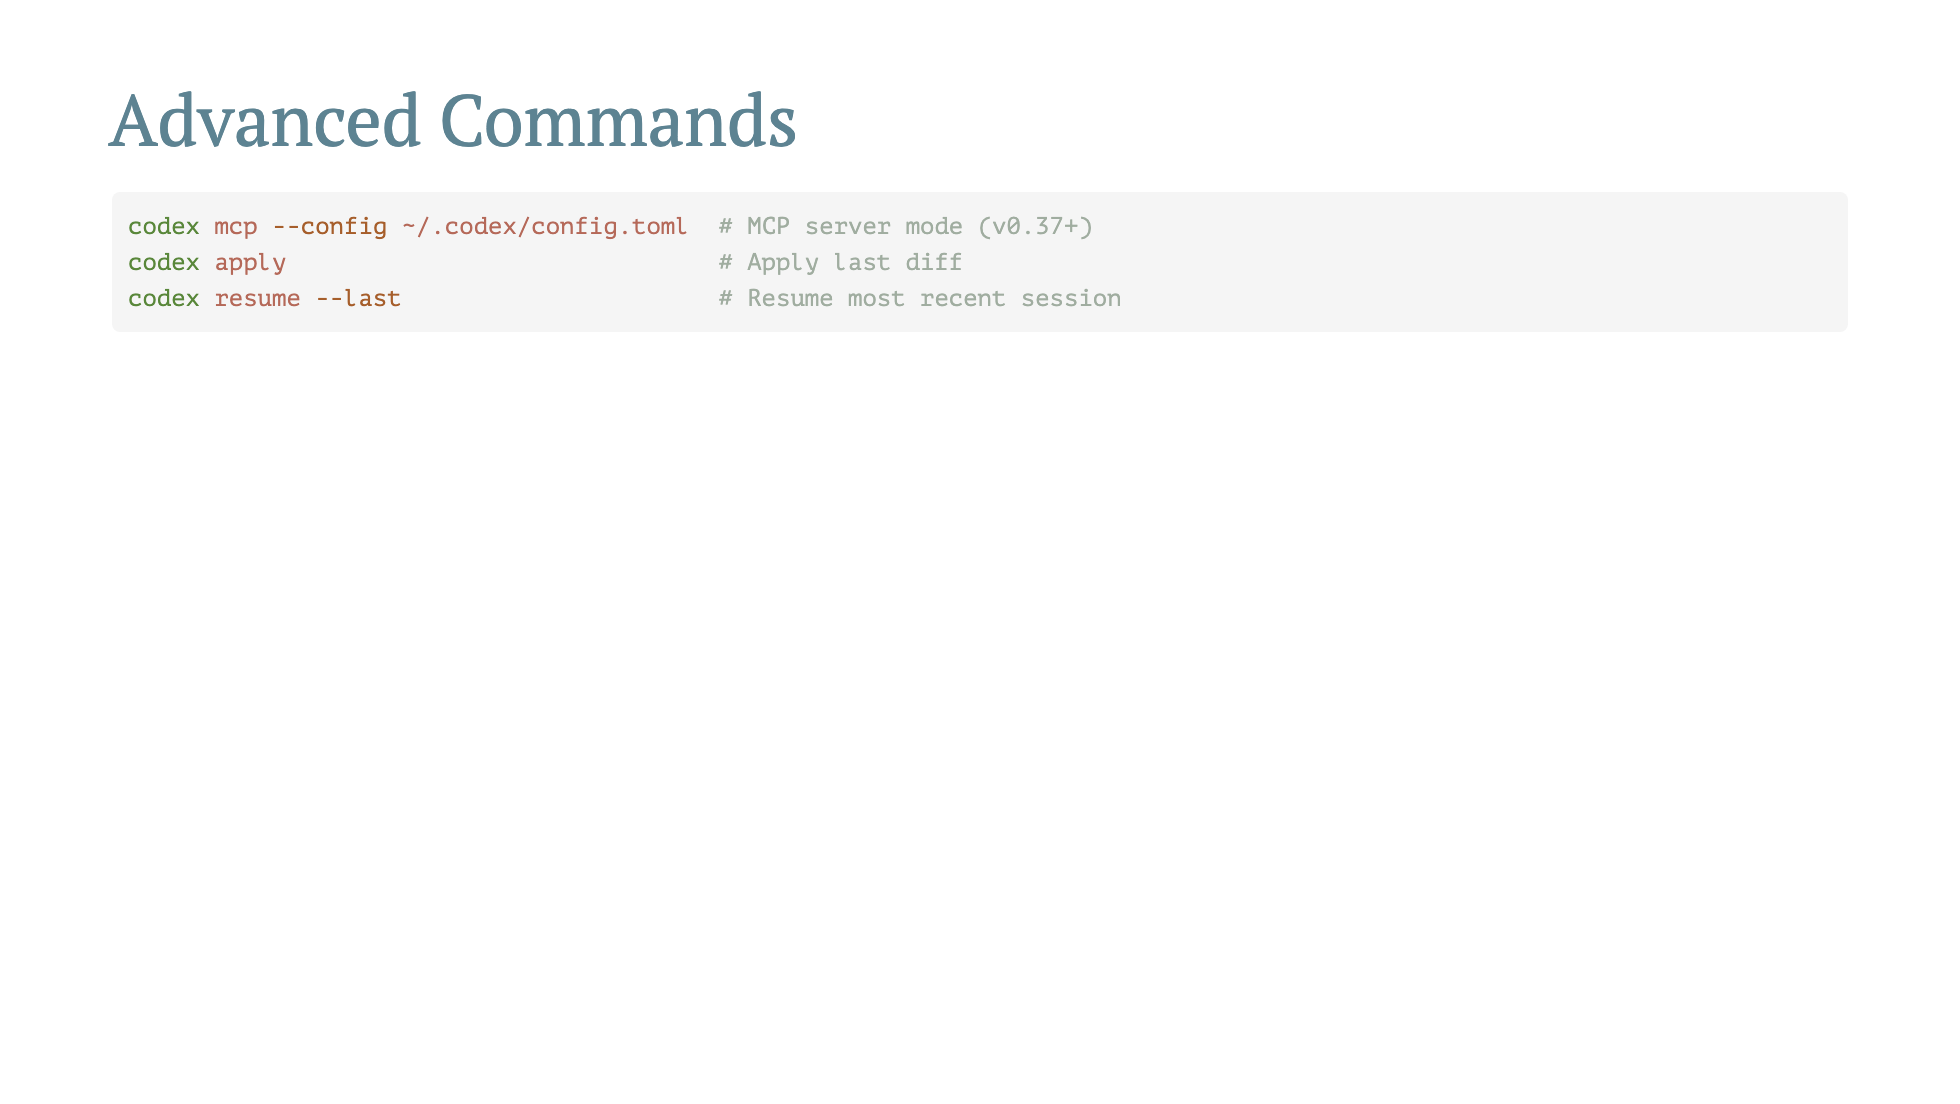 Advanced Commands
codex mcp --config ~/.codex/config.toml  # MCP server mode (v0.37+)
codex apply                              # Apply last diff
codex resume --last                      # Resume most recent session